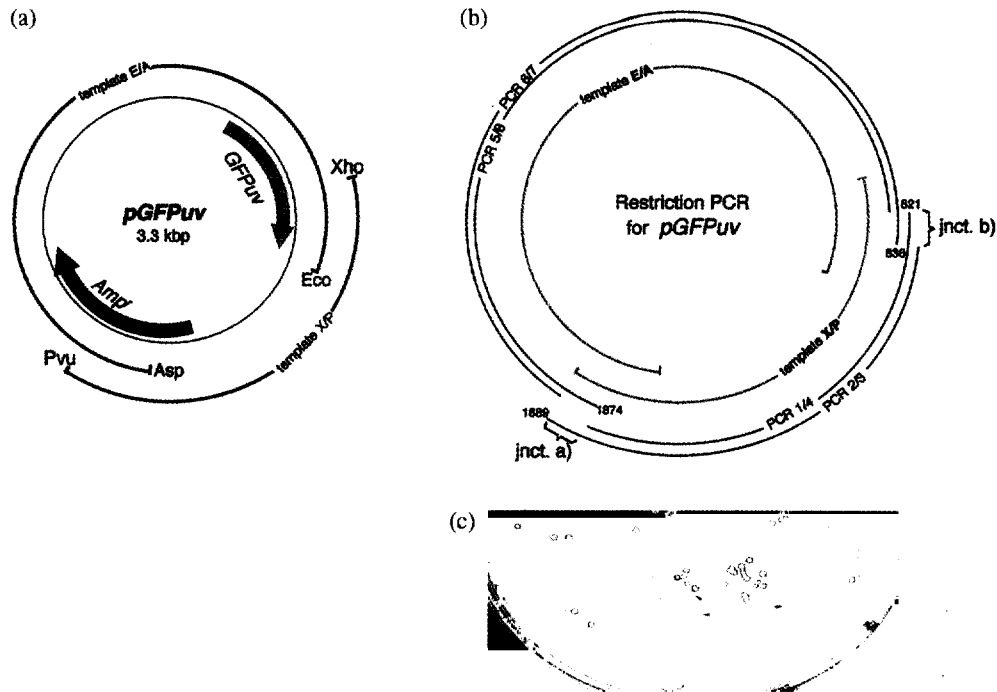 (a)
template E/A
GFPuv
Xho
pGFPuv
3.3 kbp
Eco
Ampr
template X/P
Pvu
Asp
(b)
PCR 6/7
PCR 5/8
template E/A
Restriction PCR
for pGFPuv
821
jnct. b)
836
template X/P
PCR 1/4
PCR 2/3
1889
1874
jnct. a)
(c)